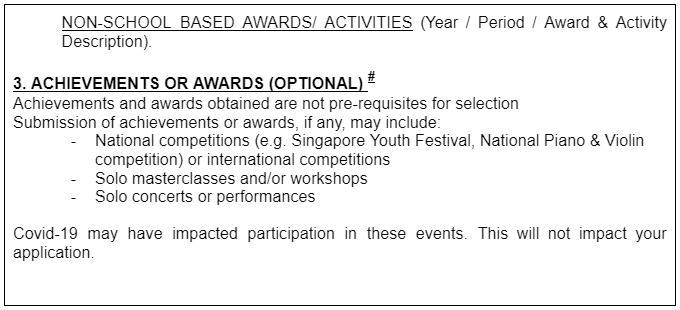 NON-SCHOOL BASED AWARDS/ ACTIVITIES (Year / Period / Award & Activity
Description).
3. ACHIEVEMENTS OR AWARDS (OPTIONAL) #
Achievements and awards obtained are not pre-requisites for selection
Submission of achievements or awards, if any, may include:
- National competitions (e.g. Singapore Youth Festival, National Piano & Violin
competition) or international competitions
- Solo masterclasses and/or workshops
- Solo concerts or performances
Covid-19 may have impacted participation in these events. This will not impact your
application.